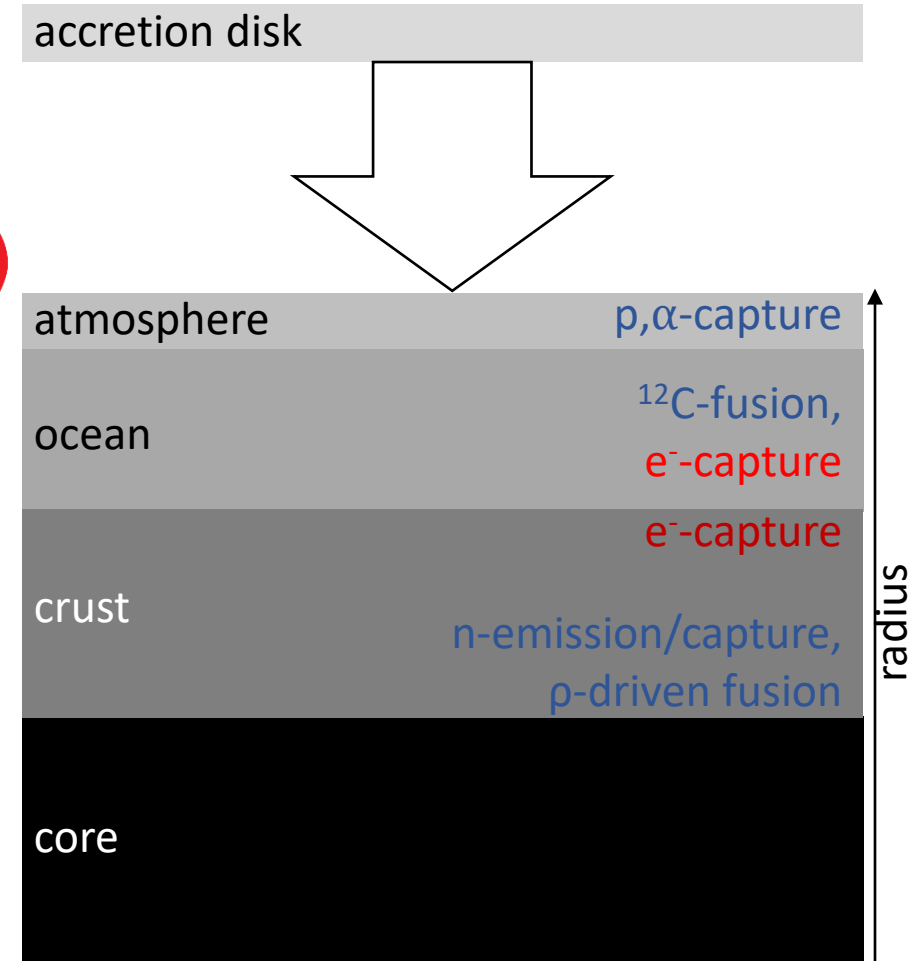 accretion disk
atmosphere
p,α-capture
ocean
¹²C-fusion,
e⁻-capture
e⁻-capture
crust
n-emission/capture,
ρ-driven fusion
radius
core